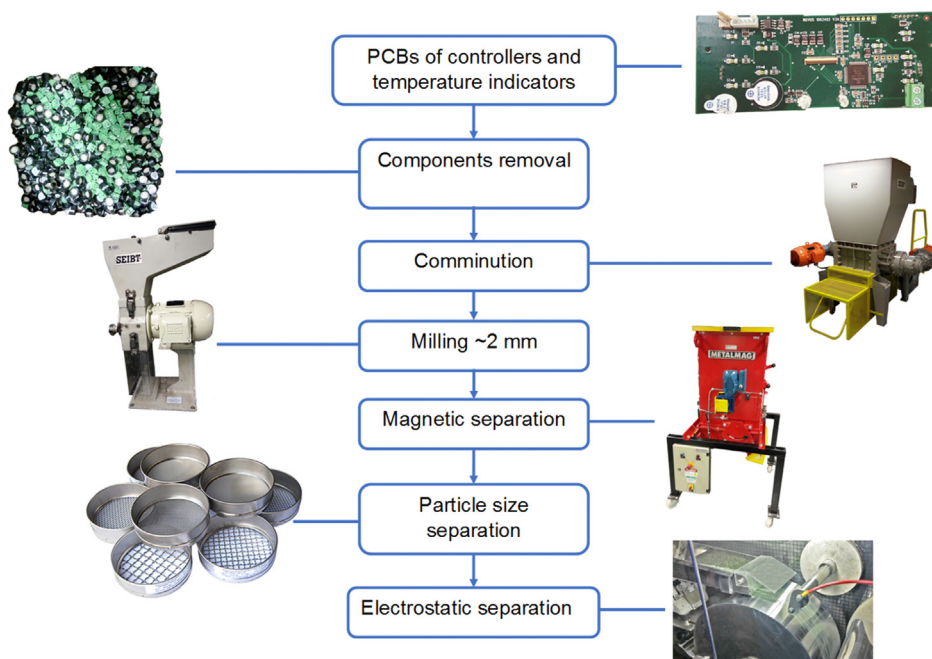 PCBs of controllers and
temperature indicators
Components removal
Comminution
SEIBT
Milling ~2 mm
METALMAG
Magnetic separation
Particle size
separation
Electrostatic separation